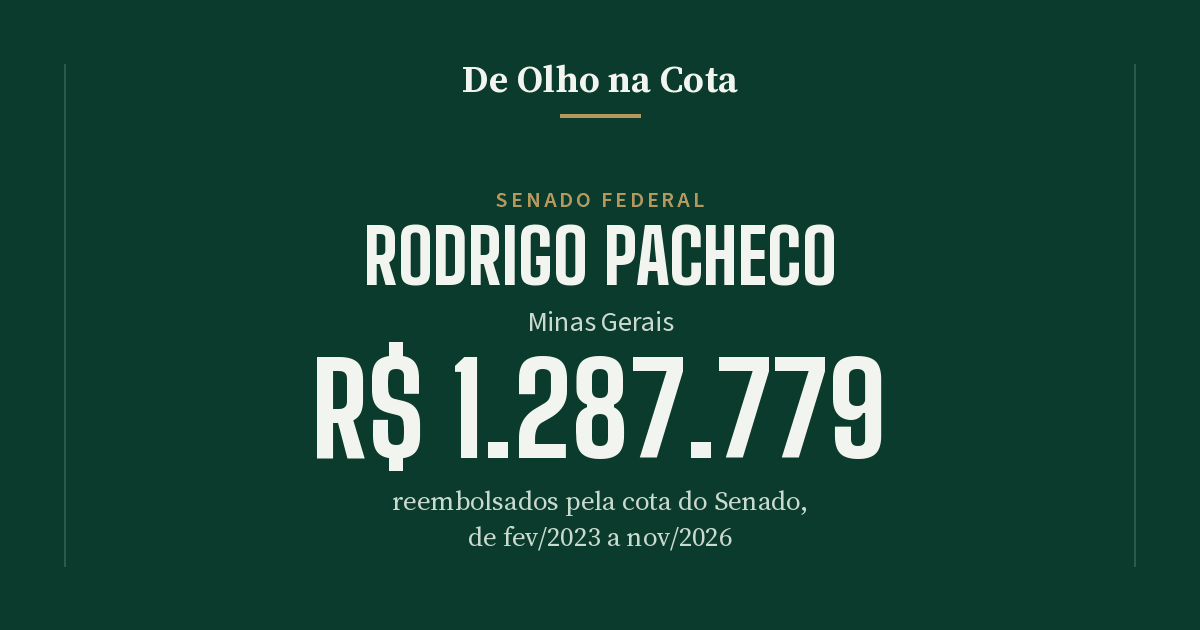 De Olho na Cota
SENADO FEDERAL
RODRIGO PACHECO
Minas Gerais
R$ 1.287.779
reembolsados pela cota do Senado,
de fev/2023 a nov/2026